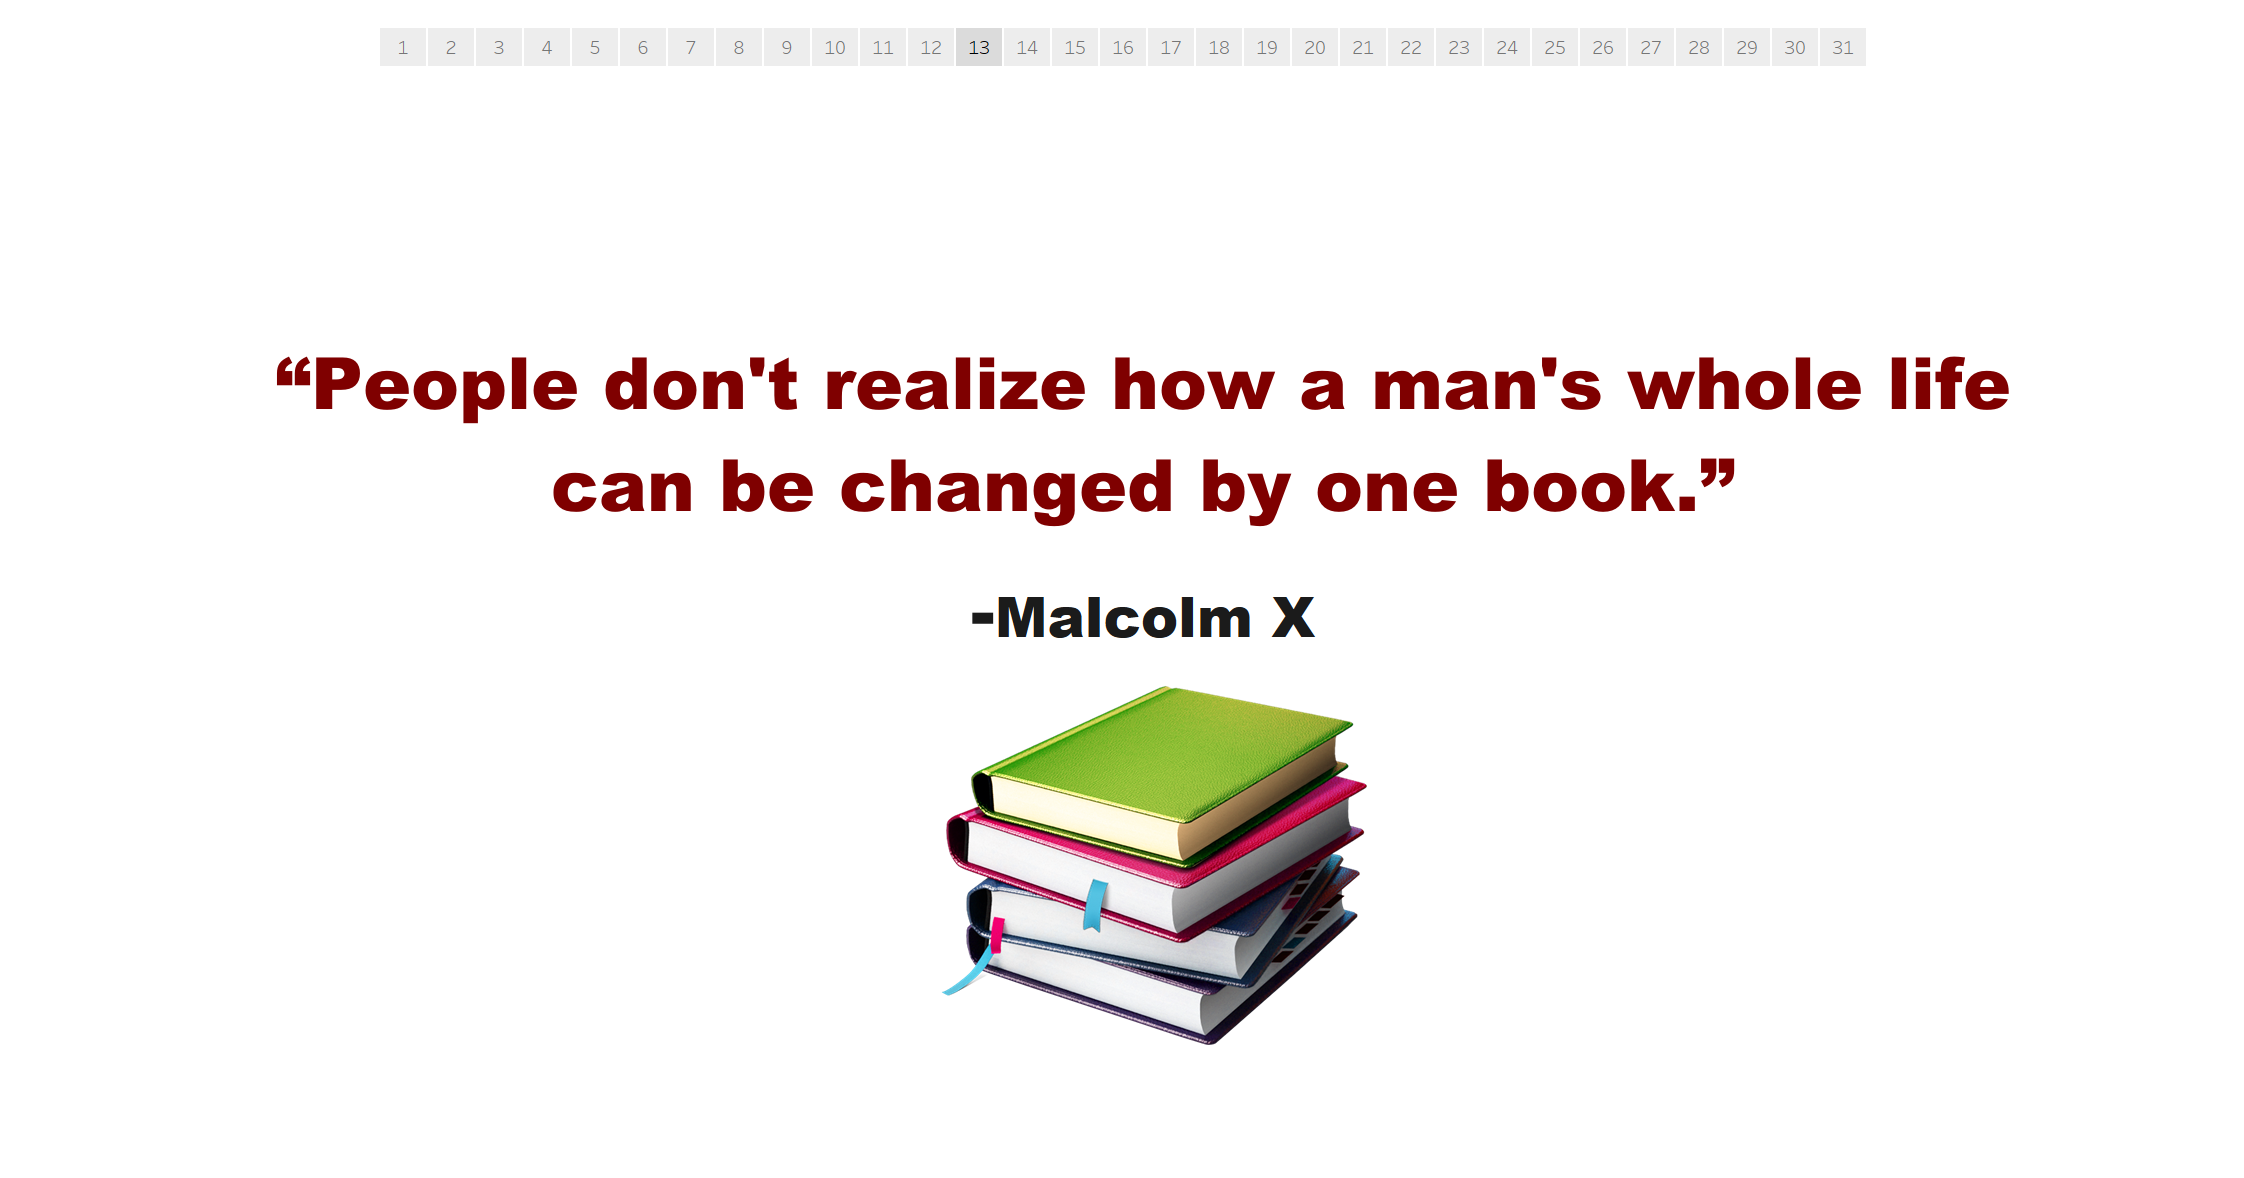 1 2 3 4 5 6 7 8 9 10 11 12 13 14 15 16 17 18 19 20 21 22 23 24 25 26 27 28 29 30 31
“People don't realize how a man's whole life
can be changed by one book.”
-Malcolm X